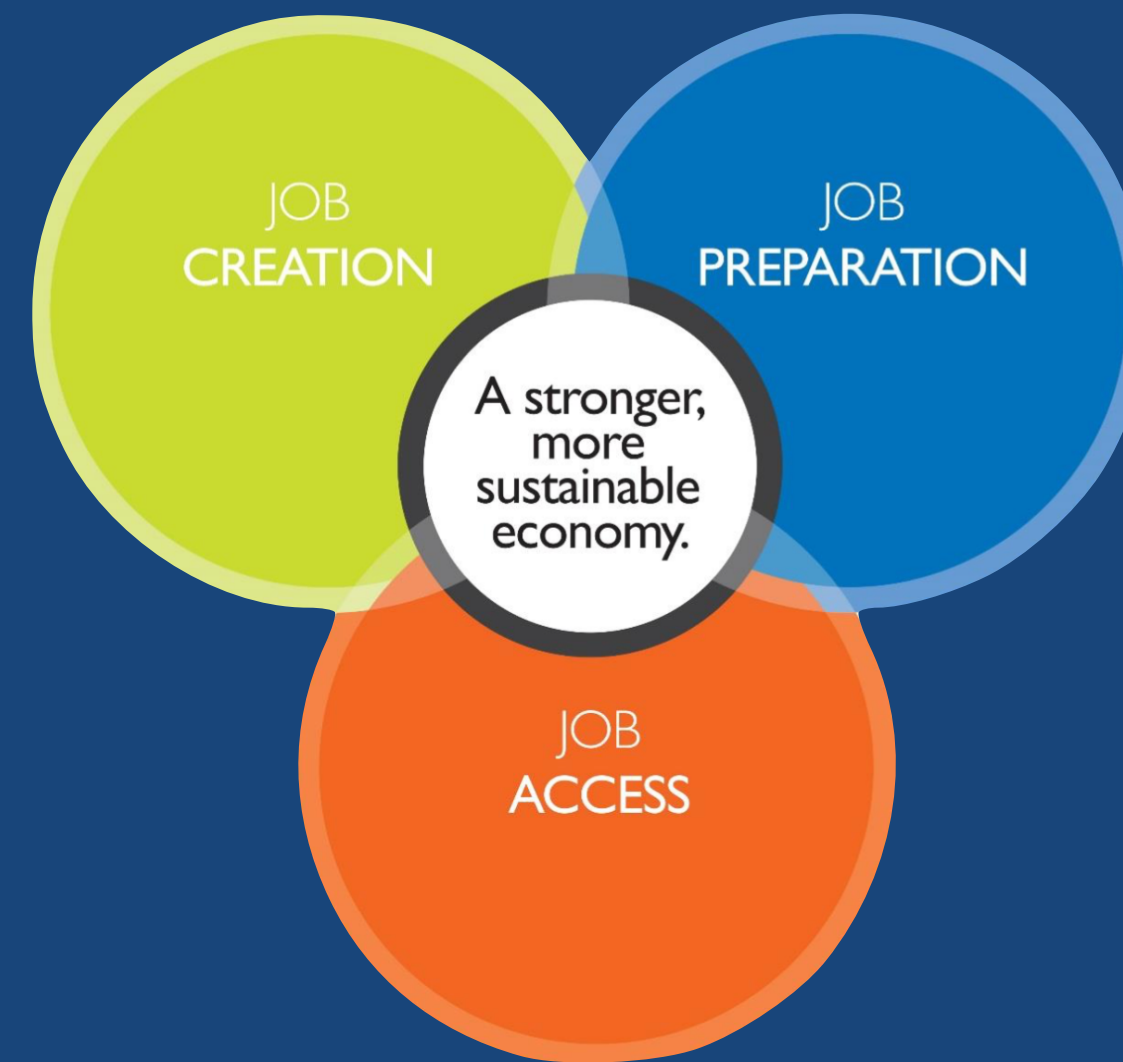 JOB
CREATION
JOB
PREPARATION
A stronger,
more
sustainable
economy.
JOB
ACCESS